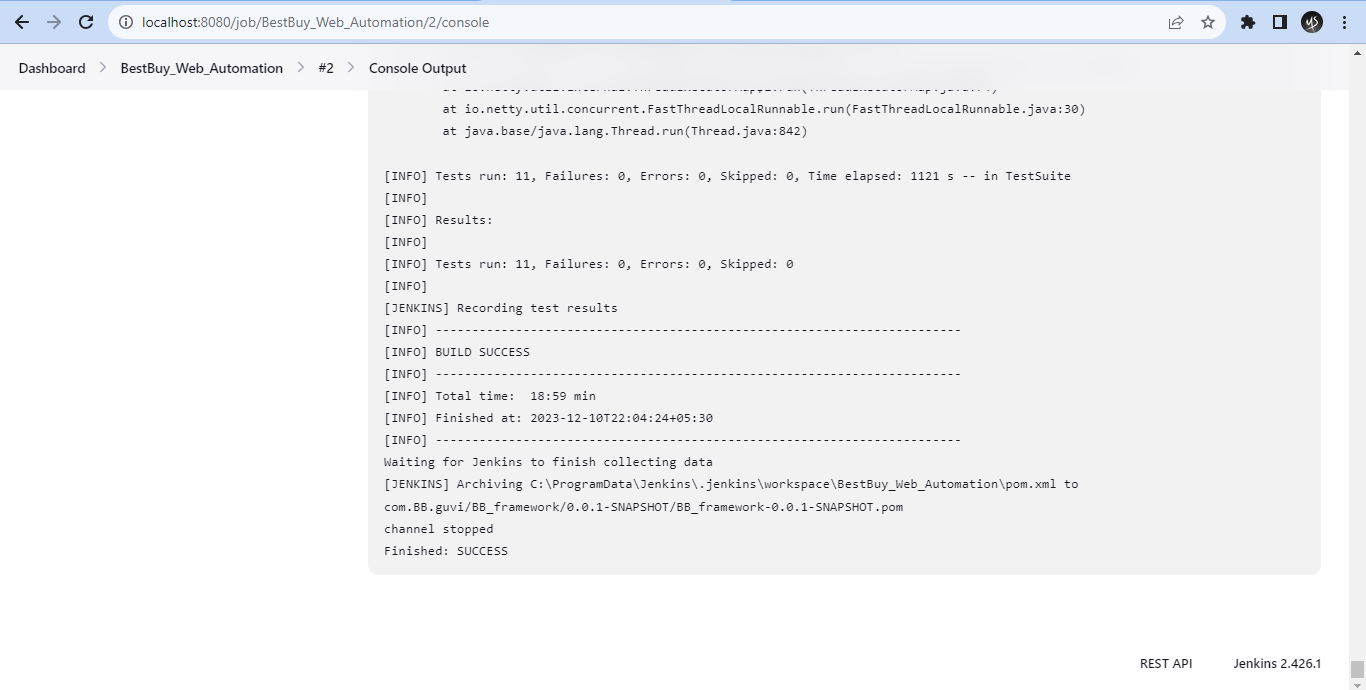 localhost:8080/job/BestBuy_Web_Automation/2/console
Dashboard > BestBuy_Web_Automation > #2 > Console Output
at io.netty.util.concurrent.FastThreadLocalRunnable.run(FastThreadLocalRunnable.java:30)
at java.base/java.lang.Thread.run(Thread.java:842)
[INFO] Tests run: 11, Failures: 0, Errors: 0, Skipped: 0, Time elapsed: 1121 s -- in TestSuite
[INFO]
[INFO] Results:
[INFO]
[INFO] Tests run: 11, Failures: 0, Errors: 0, Skipped: 0
[INFO]
[JENKINS] Recording test results
[INFO] ------------------------------------------------------------------------
[INFO] BUILD SUCCESS
[INFO] ------------------------------------------------------------------------
[INFO] Total time:  18:59 min
[INFO] Finished at: 2023-12-10T22:04:24+05:30
[INFO] ------------------------------------------------------------------------
Waiting for Jenkins to finish collecting data
[JENKINS] Archiving C:\ProgramData\Jenkins\.jenkins\workspace\BestBuy_Web_Automation\pom.xml to
com.BB.guvi/BB_framework/0.0.1-SNAPSHOT/BB_framework-0.0.1-SNAPSHOT.pom
channel stopped
Finished: SUCCESS
REST API Jenkins 2.426.1